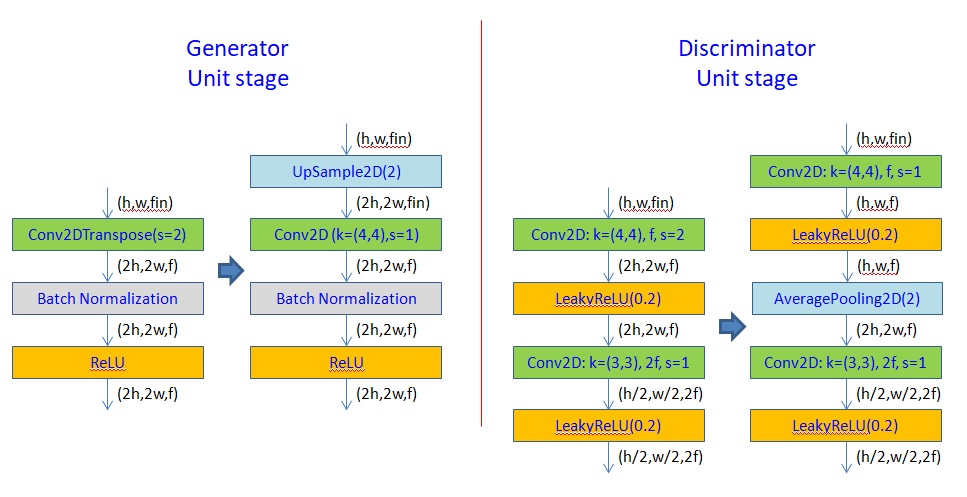 Generator
Unit stage
(h,w,fin)
Conv2DTranspose(s=2)
(2h,2w,f)
Batch Normalization
(2h,2w,f)
ReLU
(2h,2w,f)
(h,w,fin)
UpSample2D(2)
(2h,2w,fin)
Conv2D (k=(4,4),s=1)
(2h,2w,f)
Batch Normalization
(2h,2w,f)
ReLU
(2h,2w,f)
Discriminator
Unit stage
(h,w,fin)
Conv2D: k=(4,4), f, s=2
(2h,2w,f)
LeakyReLU(0.2)
(2h,2w,f)
Conv2D: k=(3,3), 2f, s=1
(h/2,w/2,2f)
LeakyReLU(0.2)
(h/2,w/2,2f)
(h,w,fin)
Conv2D: k=(4,4), f, s=1
(h,w,f)
LeakyReLU(0.2)
(h,w,f)
AveragePooling2D(2)
(2h,2w,f)
Conv2D: k=(3,3), 2f, s=1
(h/2,w/2,2f)
LeakyReLU(0.2)
(h/2,w/2,2f)